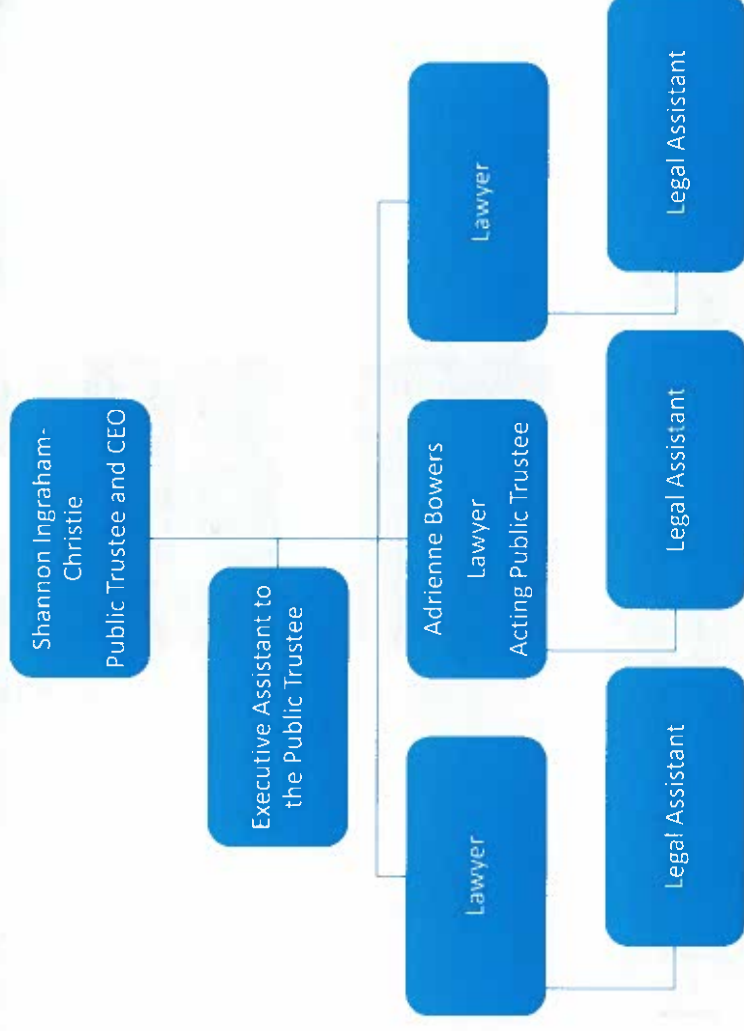 Shannon Ingraham-
Christie
Public Trustee and CEO
Executive Assistant to
the Public Trustee
Lawyer
Adrienne Bowers
Lawyer
Acting Public Trustee
Lawyer
Legal Assistant
Legal Assistant
Legal Assistant